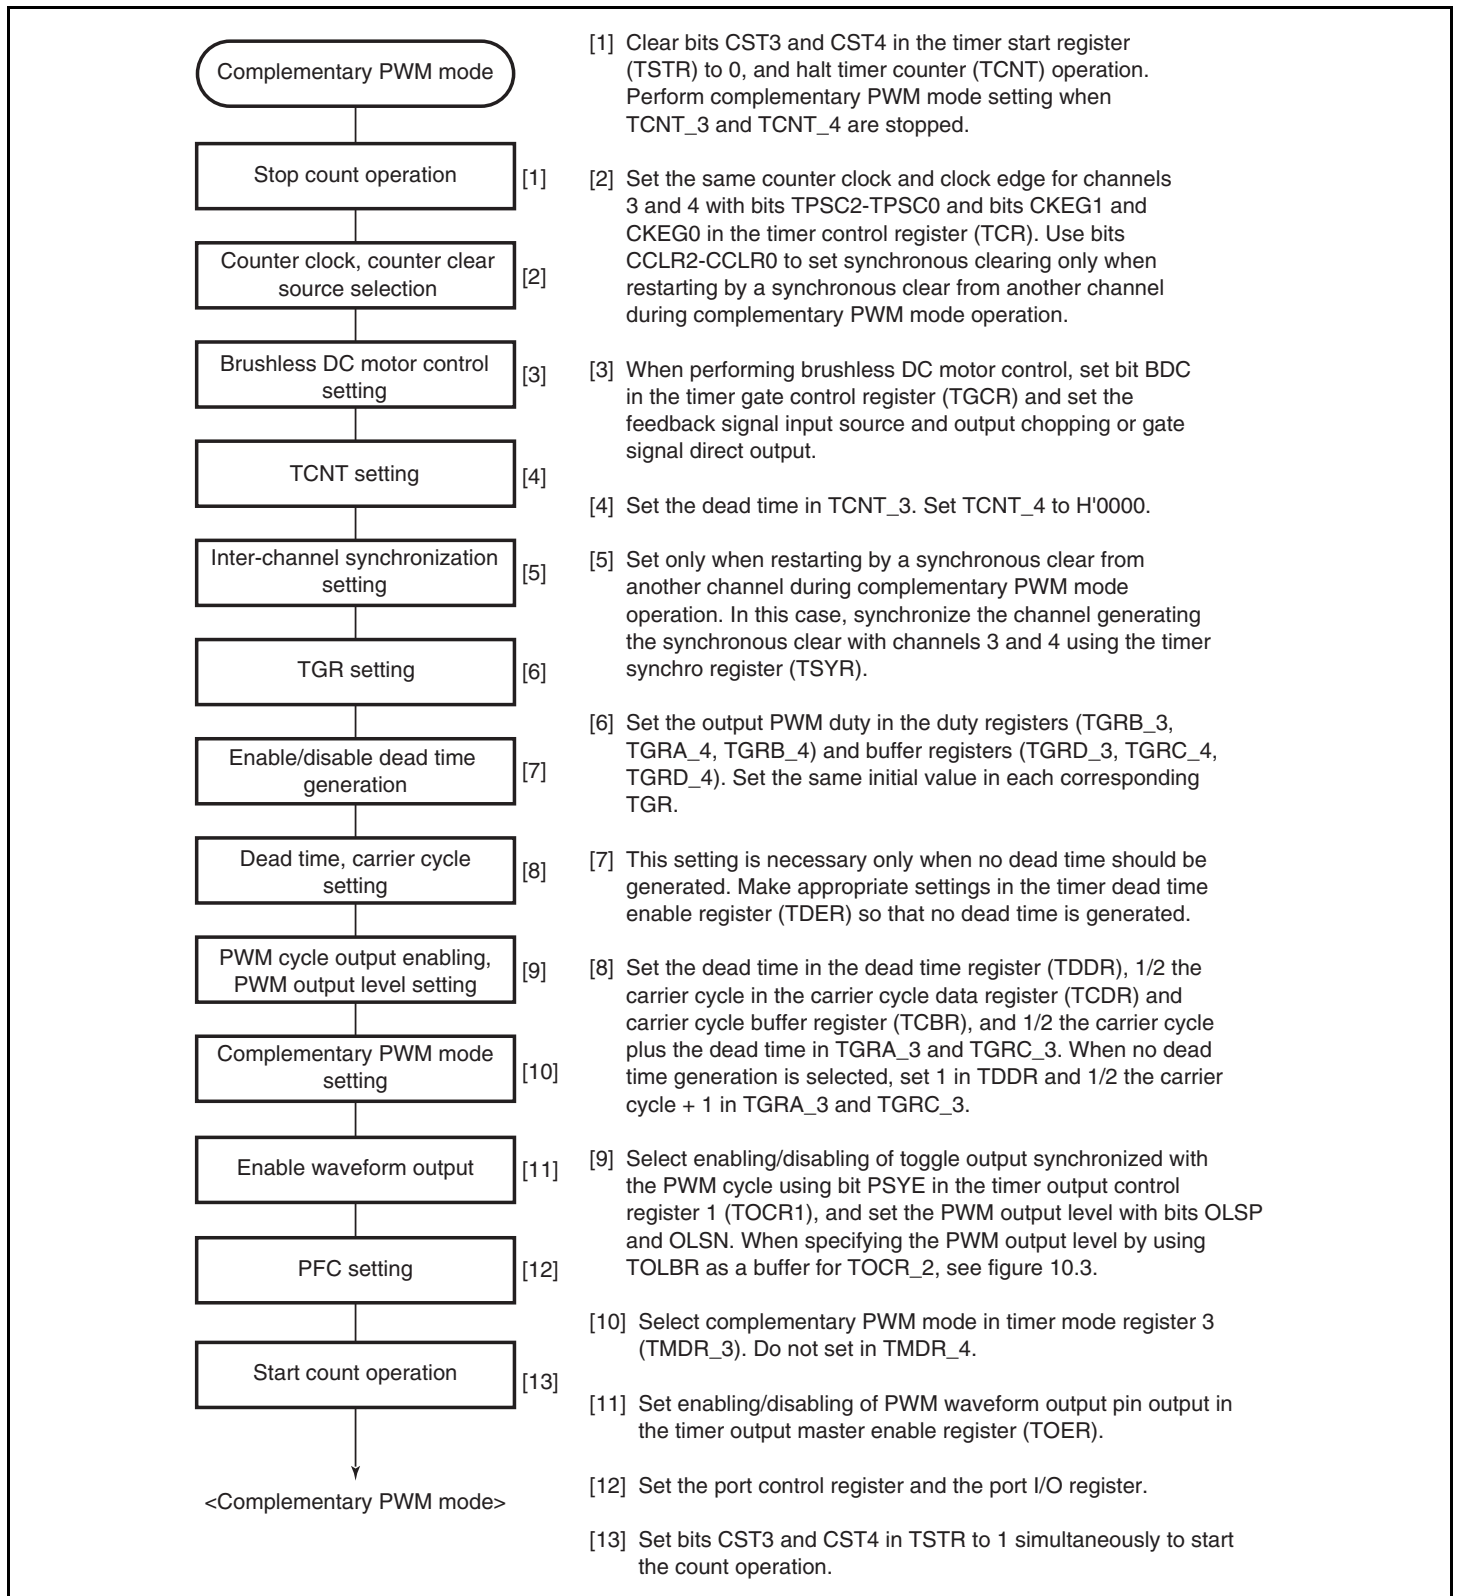 Complementary PWM mode
Stop count operation
[1]
Counter clock, counter clear
source selection
[2]
Brushless DC motor control
setting
[3]
TCNT setting
[4]
Inter-channel synchronization
setting
[5]
TGR setting
[6]
Enable/disable dead time
generation
[7]
Dead time, carrier cycle
setting
[8]
PWM cycle output enabling,
PWM output level setting
[9]
Complementary PWM mode
setting
[10]
Enable waveform output
[11]
PFC setting
[12]
Start count operation
[13]
<Complementary PWM mode>
[1] Clear bits CST3 and CST4 in the timer start register
(TSTR) to 0, and halt timer counter (TCNT) operation.
Perform complementary PWM mode setting when
TCNT_3 and TCNT_4 are stopped.
[2] Set the same counter clock and clock edge for channels
3 and 4 with bits TPSC2-TPSC0 and bits CKEG1 and
CKEG0 in the timer control register (TCR). Use bits
CCLR2-CCLR0 to set synchronous clearing only when
restarting by a synchronous clear from another channel
during complementary PWM mode operation.
[3] When performing brushless DC motor control, set bit BDC
in the timer gate control register (TGCR) and set the
feedback signal input source and output chopping or gate
signal direct output.
[4] Set the dead time in TCNT_3. Set TCNT_4 to H'0000.
[5] Set only when restarting by a synchronous clear from
another channel during complementary PWM mode
operation. In this case, synchronize the channel generating
the synchronous clear with channels 3 and 4 using the timer
synchro register (TSYR).
[6] Set the output PWM duty in the duty registers (TGRB_3,
TGRA_4, TGRB_4) and buffer registers (TGRD_3, TGRC_4,
TGRD_4). Set the same initial value in each corresponding
TGR.
[7] This setting is necessary only when no dead time should be
generated. Make appropriate settings in the timer dead time
enable register (TDER) so that no dead time is generated.
[8] Set the dead time in the dead time register (TDDR), 1/2 the
carrier cycle in the carrier cycle data register (TCDR) and
carrier cycle buffer register (TCBR), and 1/2 the carrier cycle
plus the dead time in TGRA_3 and TGRC_3. When no dead
time generation is selected, set 1 in TDDR and 1/2 the carrier
cycle + 1 in TGRA_3 and TGRC_3.
[9] Select enabling/disabling of toggle output synchronized with
the PWM cycle using bit PSYE in the timer output control
register 1 (TOCR1), and set the PWM output level with bits OLSP
and OLSN. When specifying the PWM output level by using
TOLBR as a buffer for TOCR_2, see figure 10.3.
[10] Select complementary PWM mode in timer mode register 3
(TMDR_3). Do not set in TMDR_4.
[11] Set enabling/disabling of PWM waveform output pin output in
the timer output master enable register (TOER).
[12] Set the port control register and the port I/O register.
[13] Set bits CST3 and CST4 in TSTR to 1 simultaneously to start
the count operation.